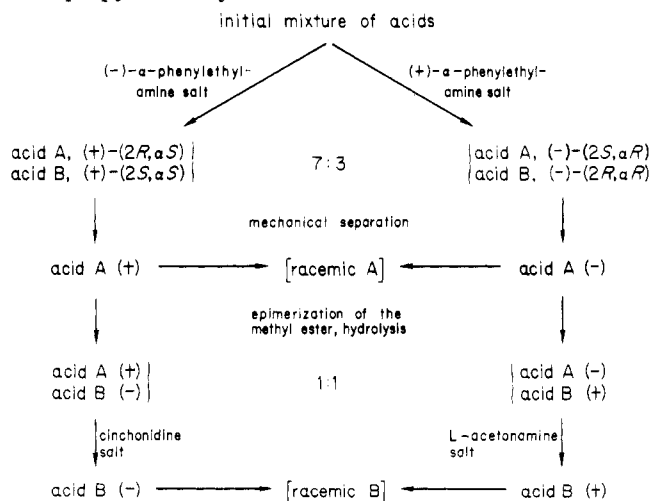 initial mixture of acids
(-)-α-phenylethyl-
amine salt
(+)-α-phenylethyl-
amine salt
acid A, (+)-(2R,αS)
acid B, (+)-(2S,αS)
7:3
acid A, (-)-(2S,αR)
acid B, (-)-(2R,αR)
mechanical separation
acid A (+)
[racemic A]
acid A (-)
epimerization of the
methyl ester, hydrolysis
acid A (+)
acid B (-)
1:1
acid A (-)
acid B (+)
cinchonidine
salt
L-acetonamine
salt
acid B (-)
[racemic B]
acid B (+)